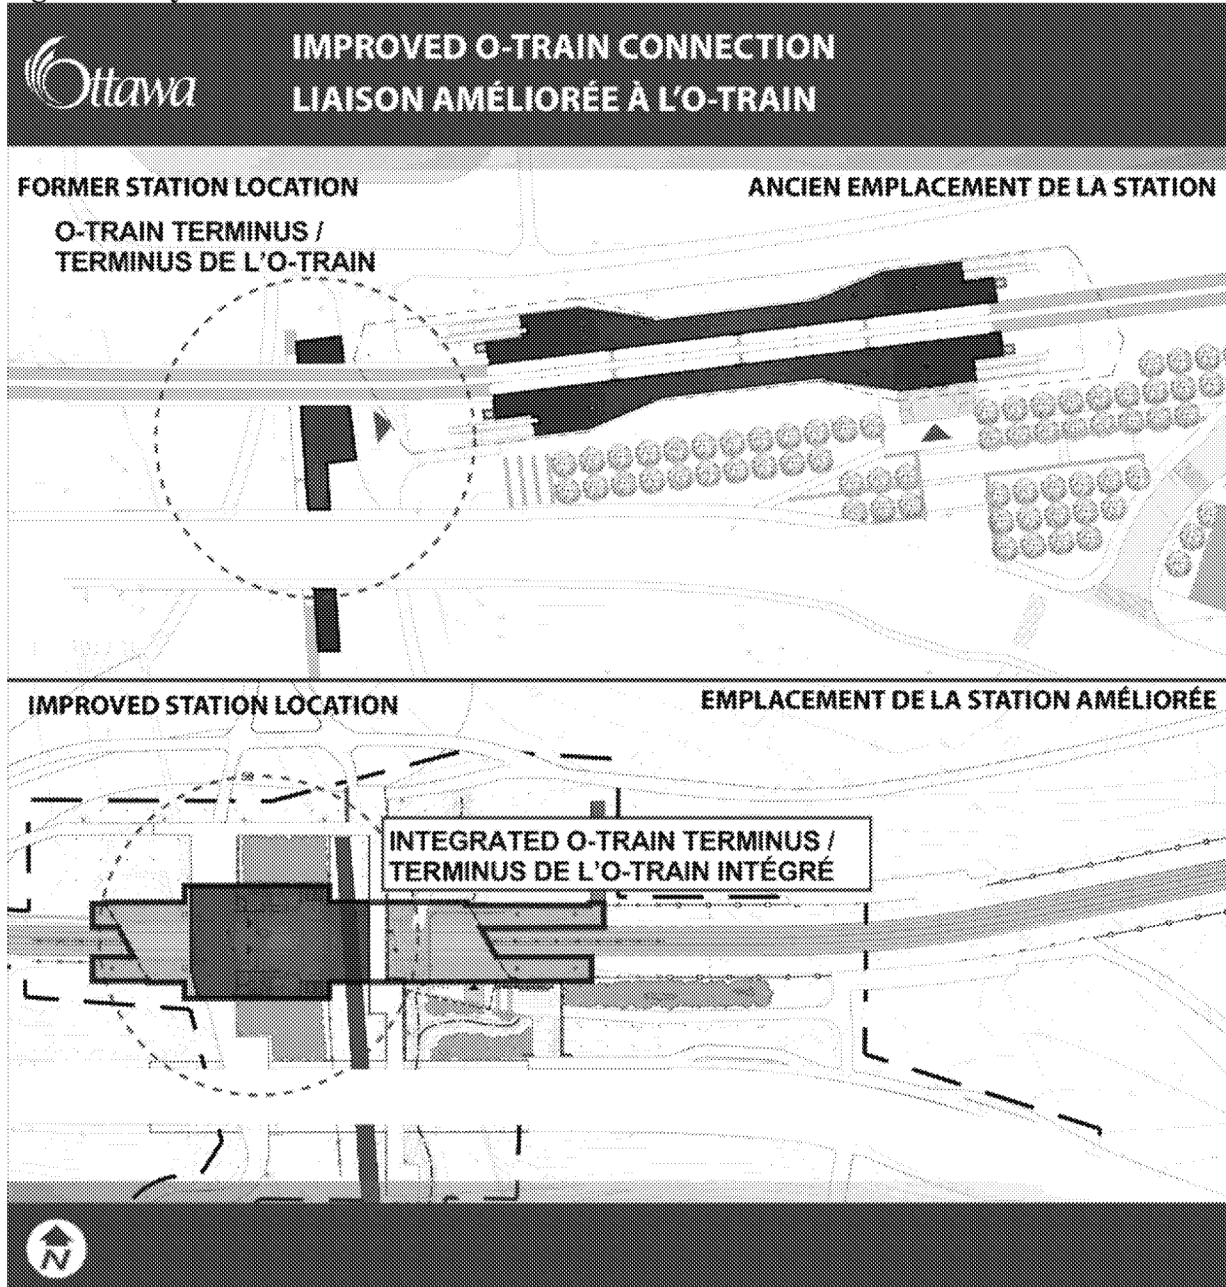 Ottawa
IMPROVED O-TRAIN CONNECTION
LIAISON AMÉLIORÉE À L'O-TRAIN
FORMER STATION LOCATION
ANCIEN EMPLACEMENT DE LA STATION
O-TRAIN TERMINUS /
TERMINUS DE L'O-TRAIN
IMPROVED STATION LOCATION
EMPLACEMENT DE LA STATION AMÉLIORÉE
INTEGRATED O-TRAIN TERMINUS /
TERMINUS DE L'O-TRAIN INTÉGRÉ
N